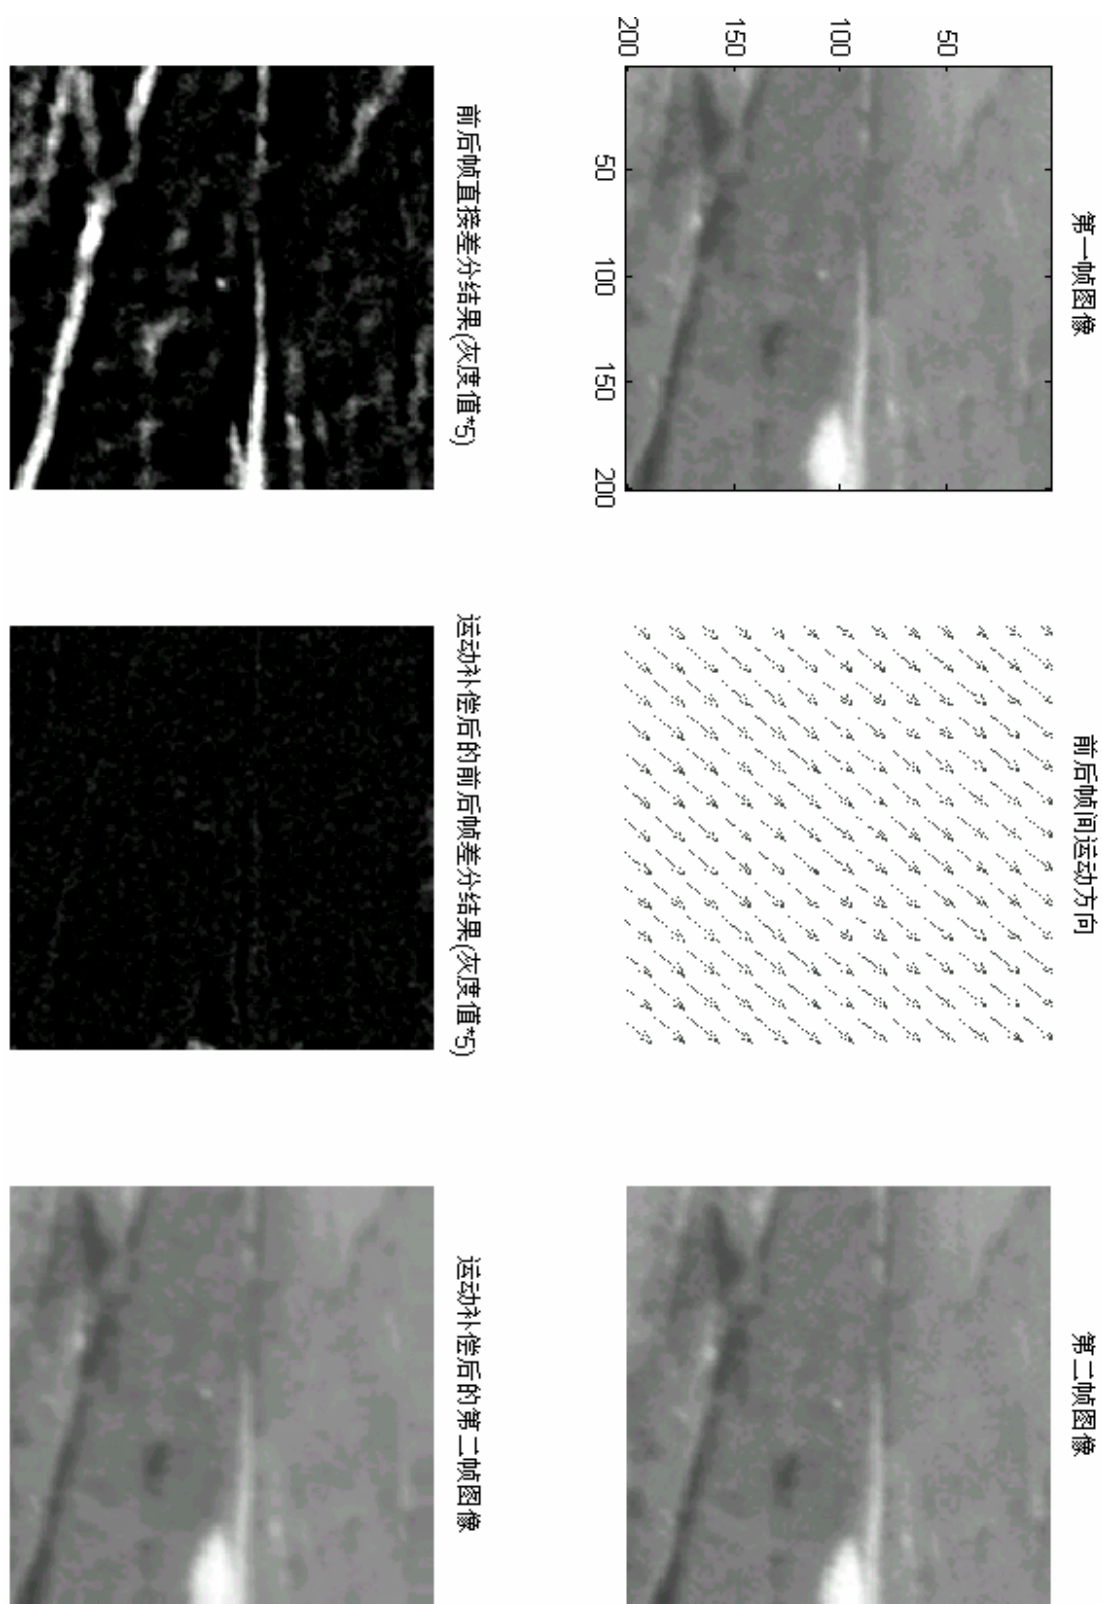 第一帧图像
50
100
150
200
50
100
150
200
前后帧间运动方向
第二帧图像
前后帧直接差分结果(灰度值*5)
运动补偿后的前后帧差分结果(灰度值*5)
运动补偿后的第二帧图像